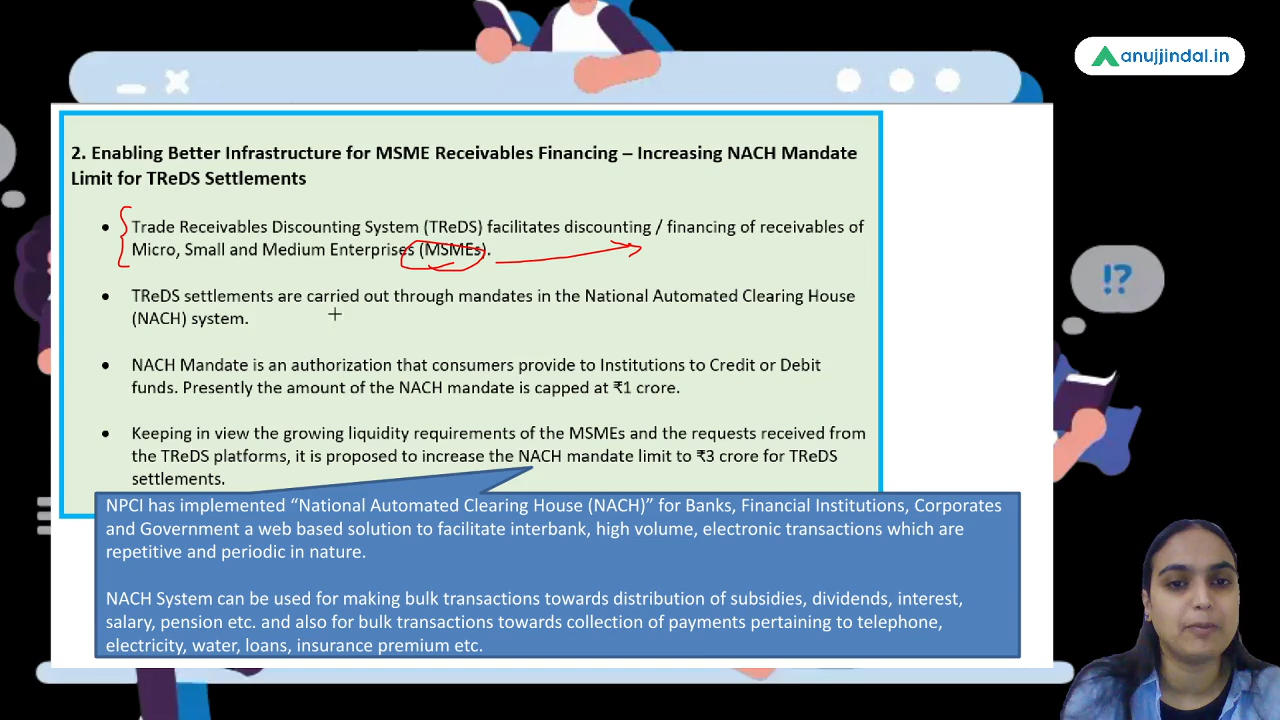 anujjindal.in
2. Enabling Better Infrastructure for MSME Receivables Financing – Increasing NACH Mandate
Limit for TReDS Settlements
• Trade Receivables Discounting System (TReDS) facilitates discounting / financing of receivables of
Micro, Small and Medium Enterprises (MSMEs).
• TReDS settlements are carried out through mandates in the National Automated Clearing House
(NACH) system.
• NACH Mandate is an authorization that consumers provide to Institutions to Credit or Debit
funds. Presently the amount of the NACH mandate is capped at ₹1 crore.
• Keeping in view the growing liquidity requirements of the MSMEs and the requests received from
the TReDS platforms, it is proposed to increase the NACH mandate limit to ₹3 crore for TReDS
settlements.
NPCI has implemented “National Automated Clearing House (NACH)” for Banks, Financial Institutions, Corporates
and Government a web based solution to facilitate interbank, high volume, electronic transactions which are
repetitive and periodic in nature.
NACH System can be used for making bulk transactions towards distribution of subsidies, dividends, interest,
salary, pension etc. and also for bulk transactions towards collection of payments pertaining to telephone,
electricity, water, loans, insurance premium etc.
!?